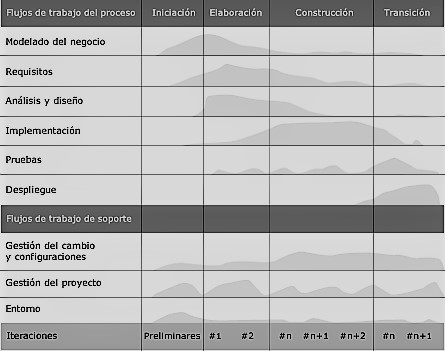 Flujos de trabajo del proceso Iniciación Elaboración Construcción Transición
Modelado del negocio
Requisitos
Análisis y diseño
Implementación
Pruebas
Despliegue
Flujos de trabajo de soporte
Gestión del cambio
y configuraciones
Gestión del proyecto
Entorno
Iteraciones Preliminares #1 #2 #n #n+1 #n+2 #n #n+1